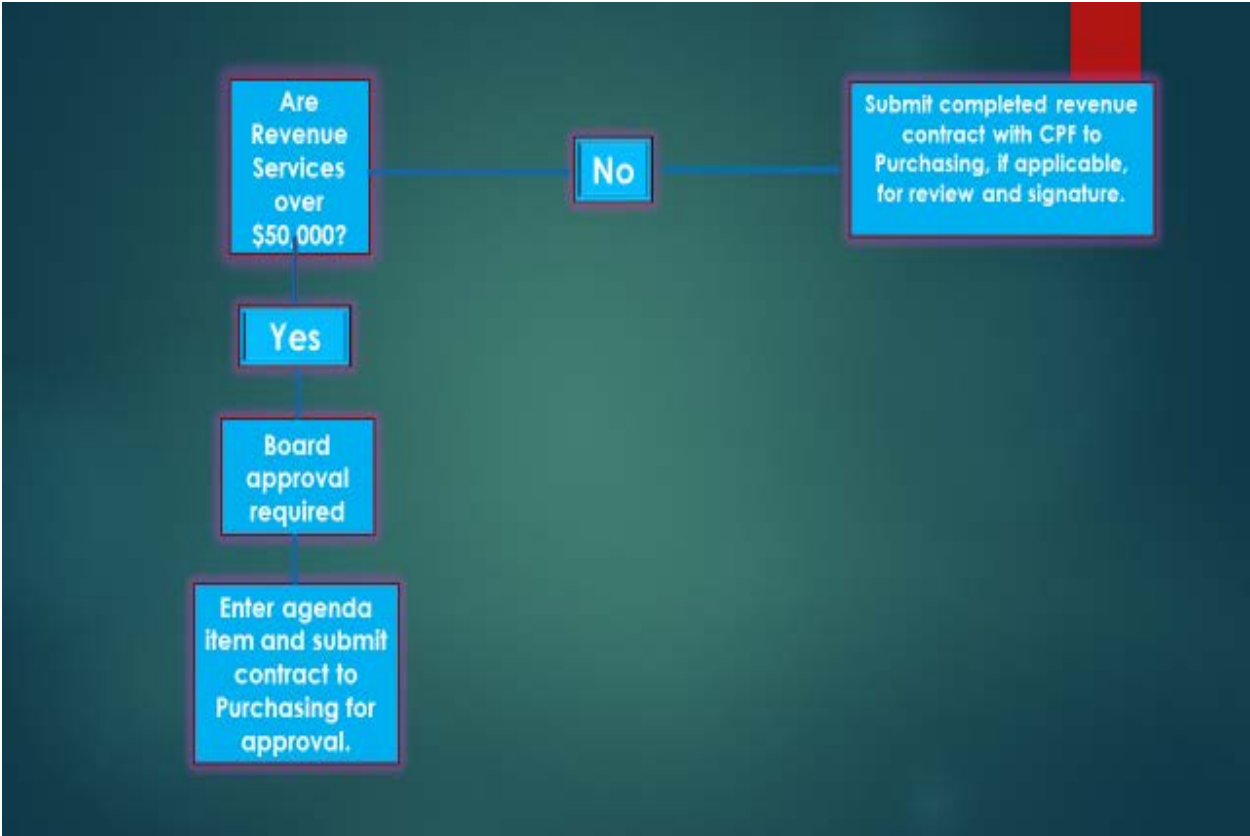 Are
Revenue
Services
over
$50,000?
No
Submit completed revenue
contract with CPF to
Purchasing, if applicable,
for review and signature.
Yes
Board
approval
required
Enter agenda
item and submit
contract to
Purchasing for
approval.